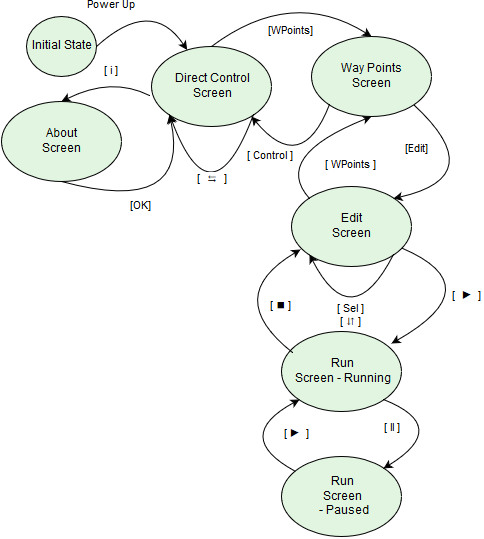 Power Up
Initial State
[WPoints]
[ i ]
Direct Control
Screen
Way Points
Screen
About
Screen
[ Control ]
[Edit]
[ WPoints ]
[ ⇆ ]
[OK]
Edit
Screen
[ ■ ]
[ Sel ]
[ ⇵ ]
[ ► ]
Run
Screen - Running
[ ► ]
[ II ]
Run
Screen
- Paused